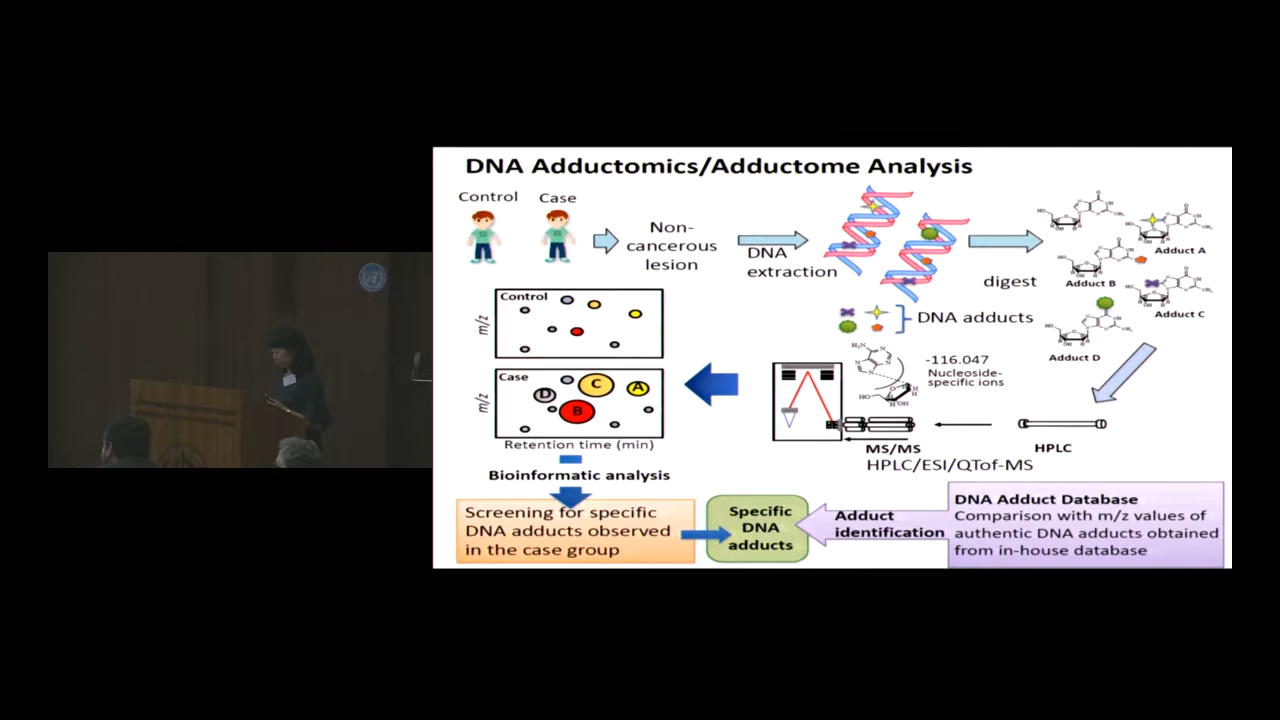 DNA Adductomics/Adductome Analysis
Control
Case
Non-
cancerous
lesion
DNA
extraction
digest
Adduct A
Adduct B
Adduct C
Adduct D
DNA adducts
Control
m/z
Case
A
B
C
D
m/z
Retention time (min)
-116.047
Nucleoside-
specific ions
MS/MS
HPLC
HPLC/ESI/QTof-MS
Bioinformatic analysis
Screening for specific
DNA adducts observed
in the case group
Specific
DNA
adducts
Adduct
identification
DNA Adduct Database
Comparison with m/z values of
authentic DNA adducts obtained
from in-house database